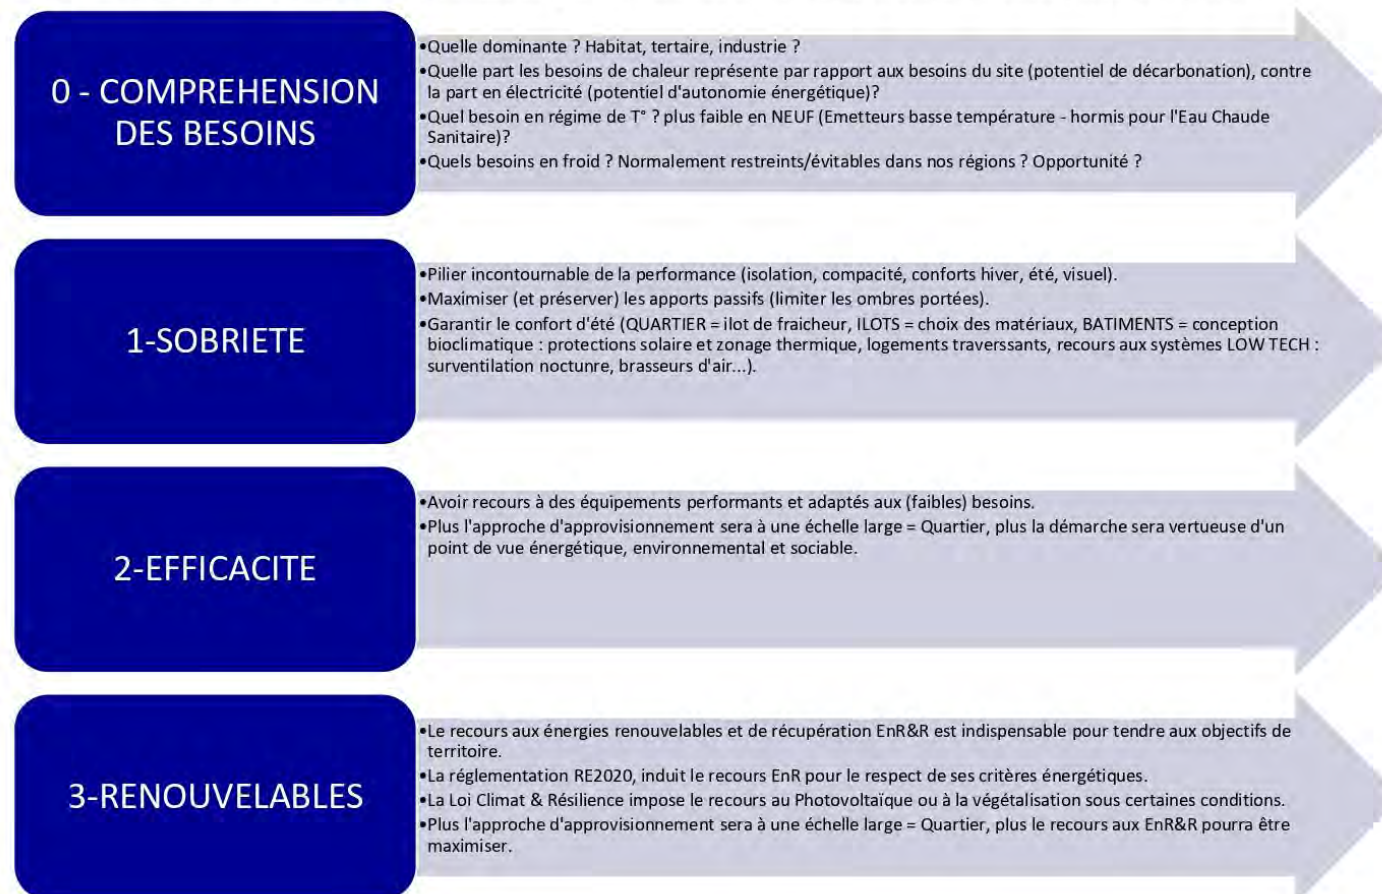 0 - COMPREHENSION
DES BESOINS
•Quelle dominante ? Habitat, tertaire, industrie ?
•Quelle part les besoins de chaleur représente par rapport aux besoins du site (potentiel de décarbonation), contre
la part en électricité (potentiel d'autonomie énergétique)?
•Quel besoin en régime de T° ? plus faible en NEUF (Emetteurs basse température - hormis pour l'Eau Chaude
Sanitaire)?
•Quels besoins en froid ? Normalement restreints/évitables dans nos régions ? Opportunité ?
1-SOBRIETE
•Pilier incontournable de la performance (isolation, compacité, conforts hiver, été, visuel).
•Maximiser (et préserver) les apports passifs (limiter les ombres portées).
•Garantir le confort d'été (QUARTIER = ilot de fraicheur, ILOTS = choix des matériaux, BATIMENTS = conception
bioclimatique : protections solaire et zonage thermique, logements traverssants, recours aux systèmes LOW TECH :
surventilation noctunre, brasseurs d'air...).
2-EFFICACITE
•Avoir recours à des équipements performants et adaptés aux (faibles) besoins.
•Plus l'approche d'approvisionnement sera à une échelle large = Quartier, plus la démarche sera vertueuse d'un
point de vue énergétique, environnemental et sociable.
3-RENOUVELABLES
•Le recours aux énergies renouvelables et de récupération EnR&R est indispensable pour tendre aux objectifs de
territoire.
•La réglementation RE2020, induit le recours EnR pour le respect de ses critères énergétiques.
•La Loi Climat & Résilience impose le recours au Photovoltaïque ou à la végétalisation sous certaines conditions.
•Plus l'approche d'approvisionnement sera à une échelle large = Quartier, plus le recours aux EnR&R pourra être
maximiser.